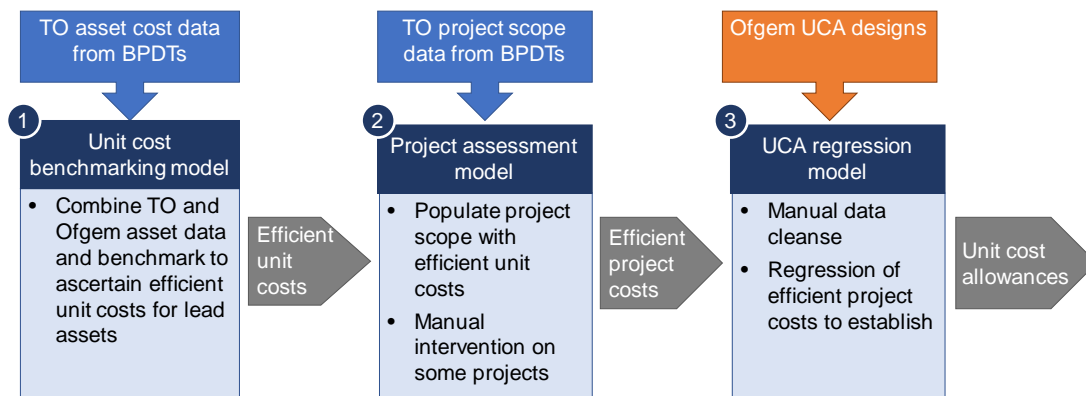 TO asset cost data
from BPDTs
TO project scope
data from BPDTs
Ofgem UCA designs
1
Unit cost
benchmarking model
• Combine TO and
Ofgem asset data
and benchmark to
ascertain efficient
unit costs for lead
assets
Efficient
unit
costs
2
Project assessment
model
• Populate project
scope with
efficient unit
costs
• Manual
intervention on
some projects
Efficient
project
costs
3
UCA regression
model
• Manual data
cleanse
• Regression of
efficient project
costs to establish
Unit cost
allowances